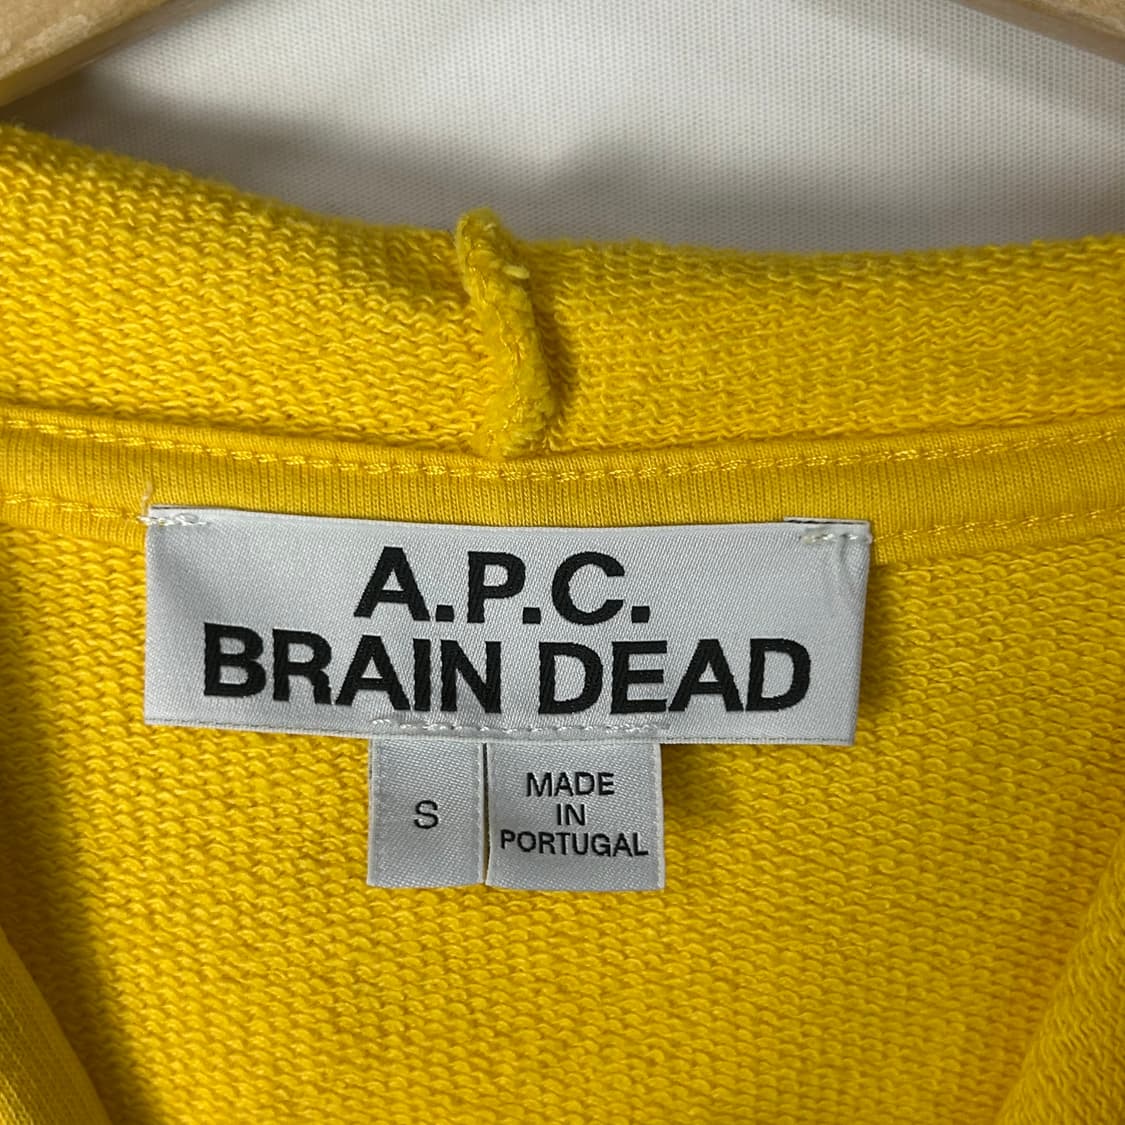 A.P.C.
BRAIN DEAD
S
MADE
IN
PORTUGAL